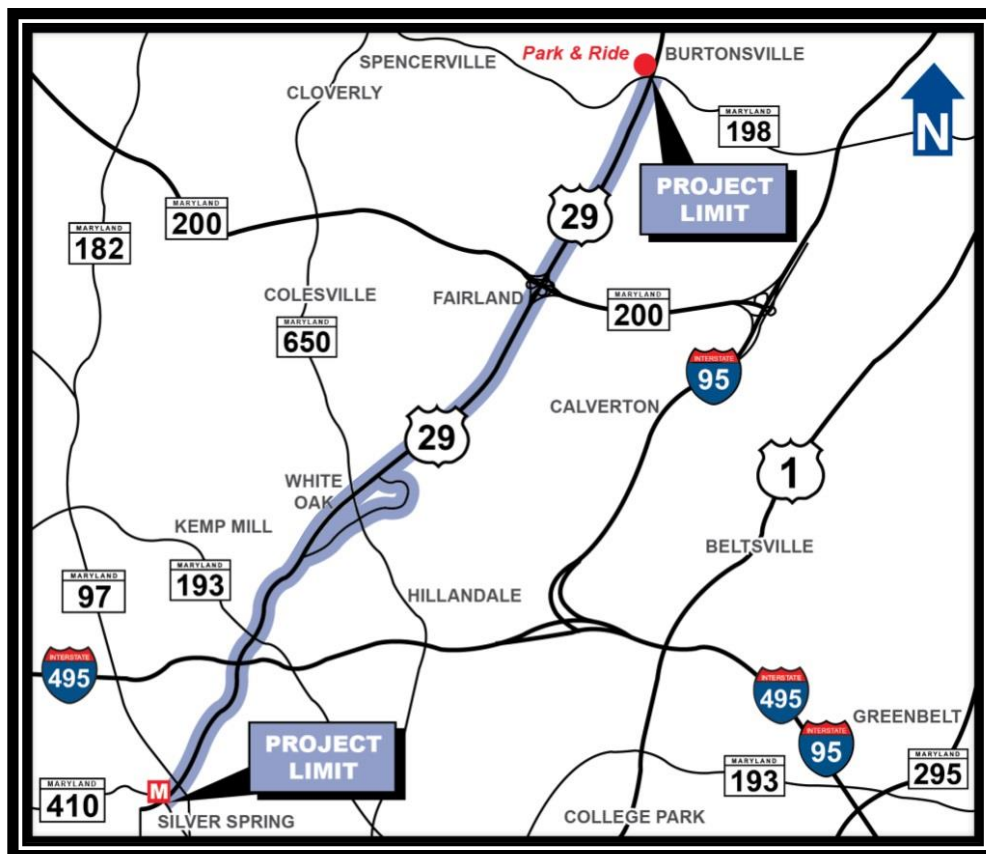 Park & Ride
BURTONSVILLE
SPENCERVILLE
CLOVERLY
MARYLAND
198
N
PROJECT
LIMIT
29
MARYLAND
200
MARYLAND
182
COLESVILLE
FAIRLAND
MARYLAND
200
MARYLAND
650
INTERSTATE
95
CALVERTON
29
1
WHITE
OAK
KEMP MILL
BELTSVILLE
MARYLAND
193
MARYLAND
97
HILLANDALE
INTERSTATE
495
INTERSTATE
495
GREENBELT
INTERSTATE
95
PROJECT
LIMIT
MARYLAND
193
MARYLAND
295
MARYLAND
410
M
SILVER SPRING
COLLEGE PARK